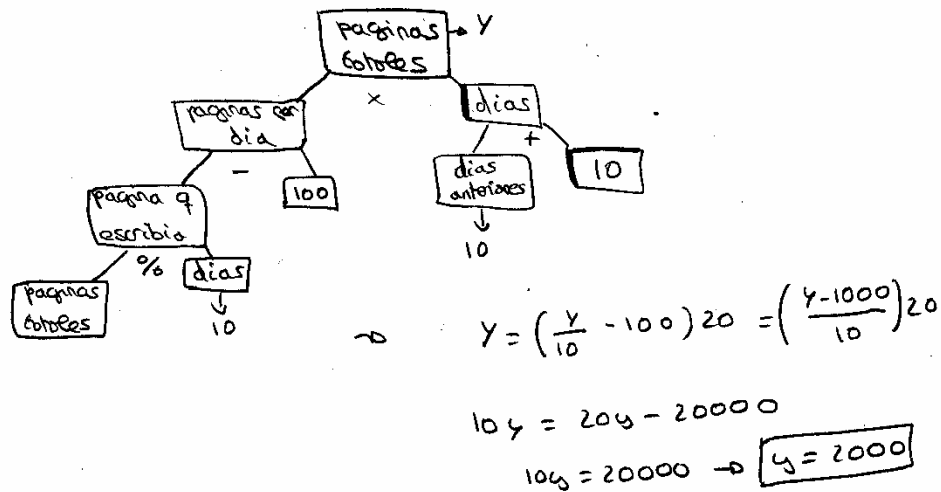 paginas → y
totales
x
paginas por
dia
dias
+
-
100
dias
anteriores
10
pagina q
escribia
10
%
dias
paginas
totales
10
→ y = (y/10 - 100) 20 = ((y-1000)/10) 20
10y = 20y - 20000
10y = 20000 → y = 2000